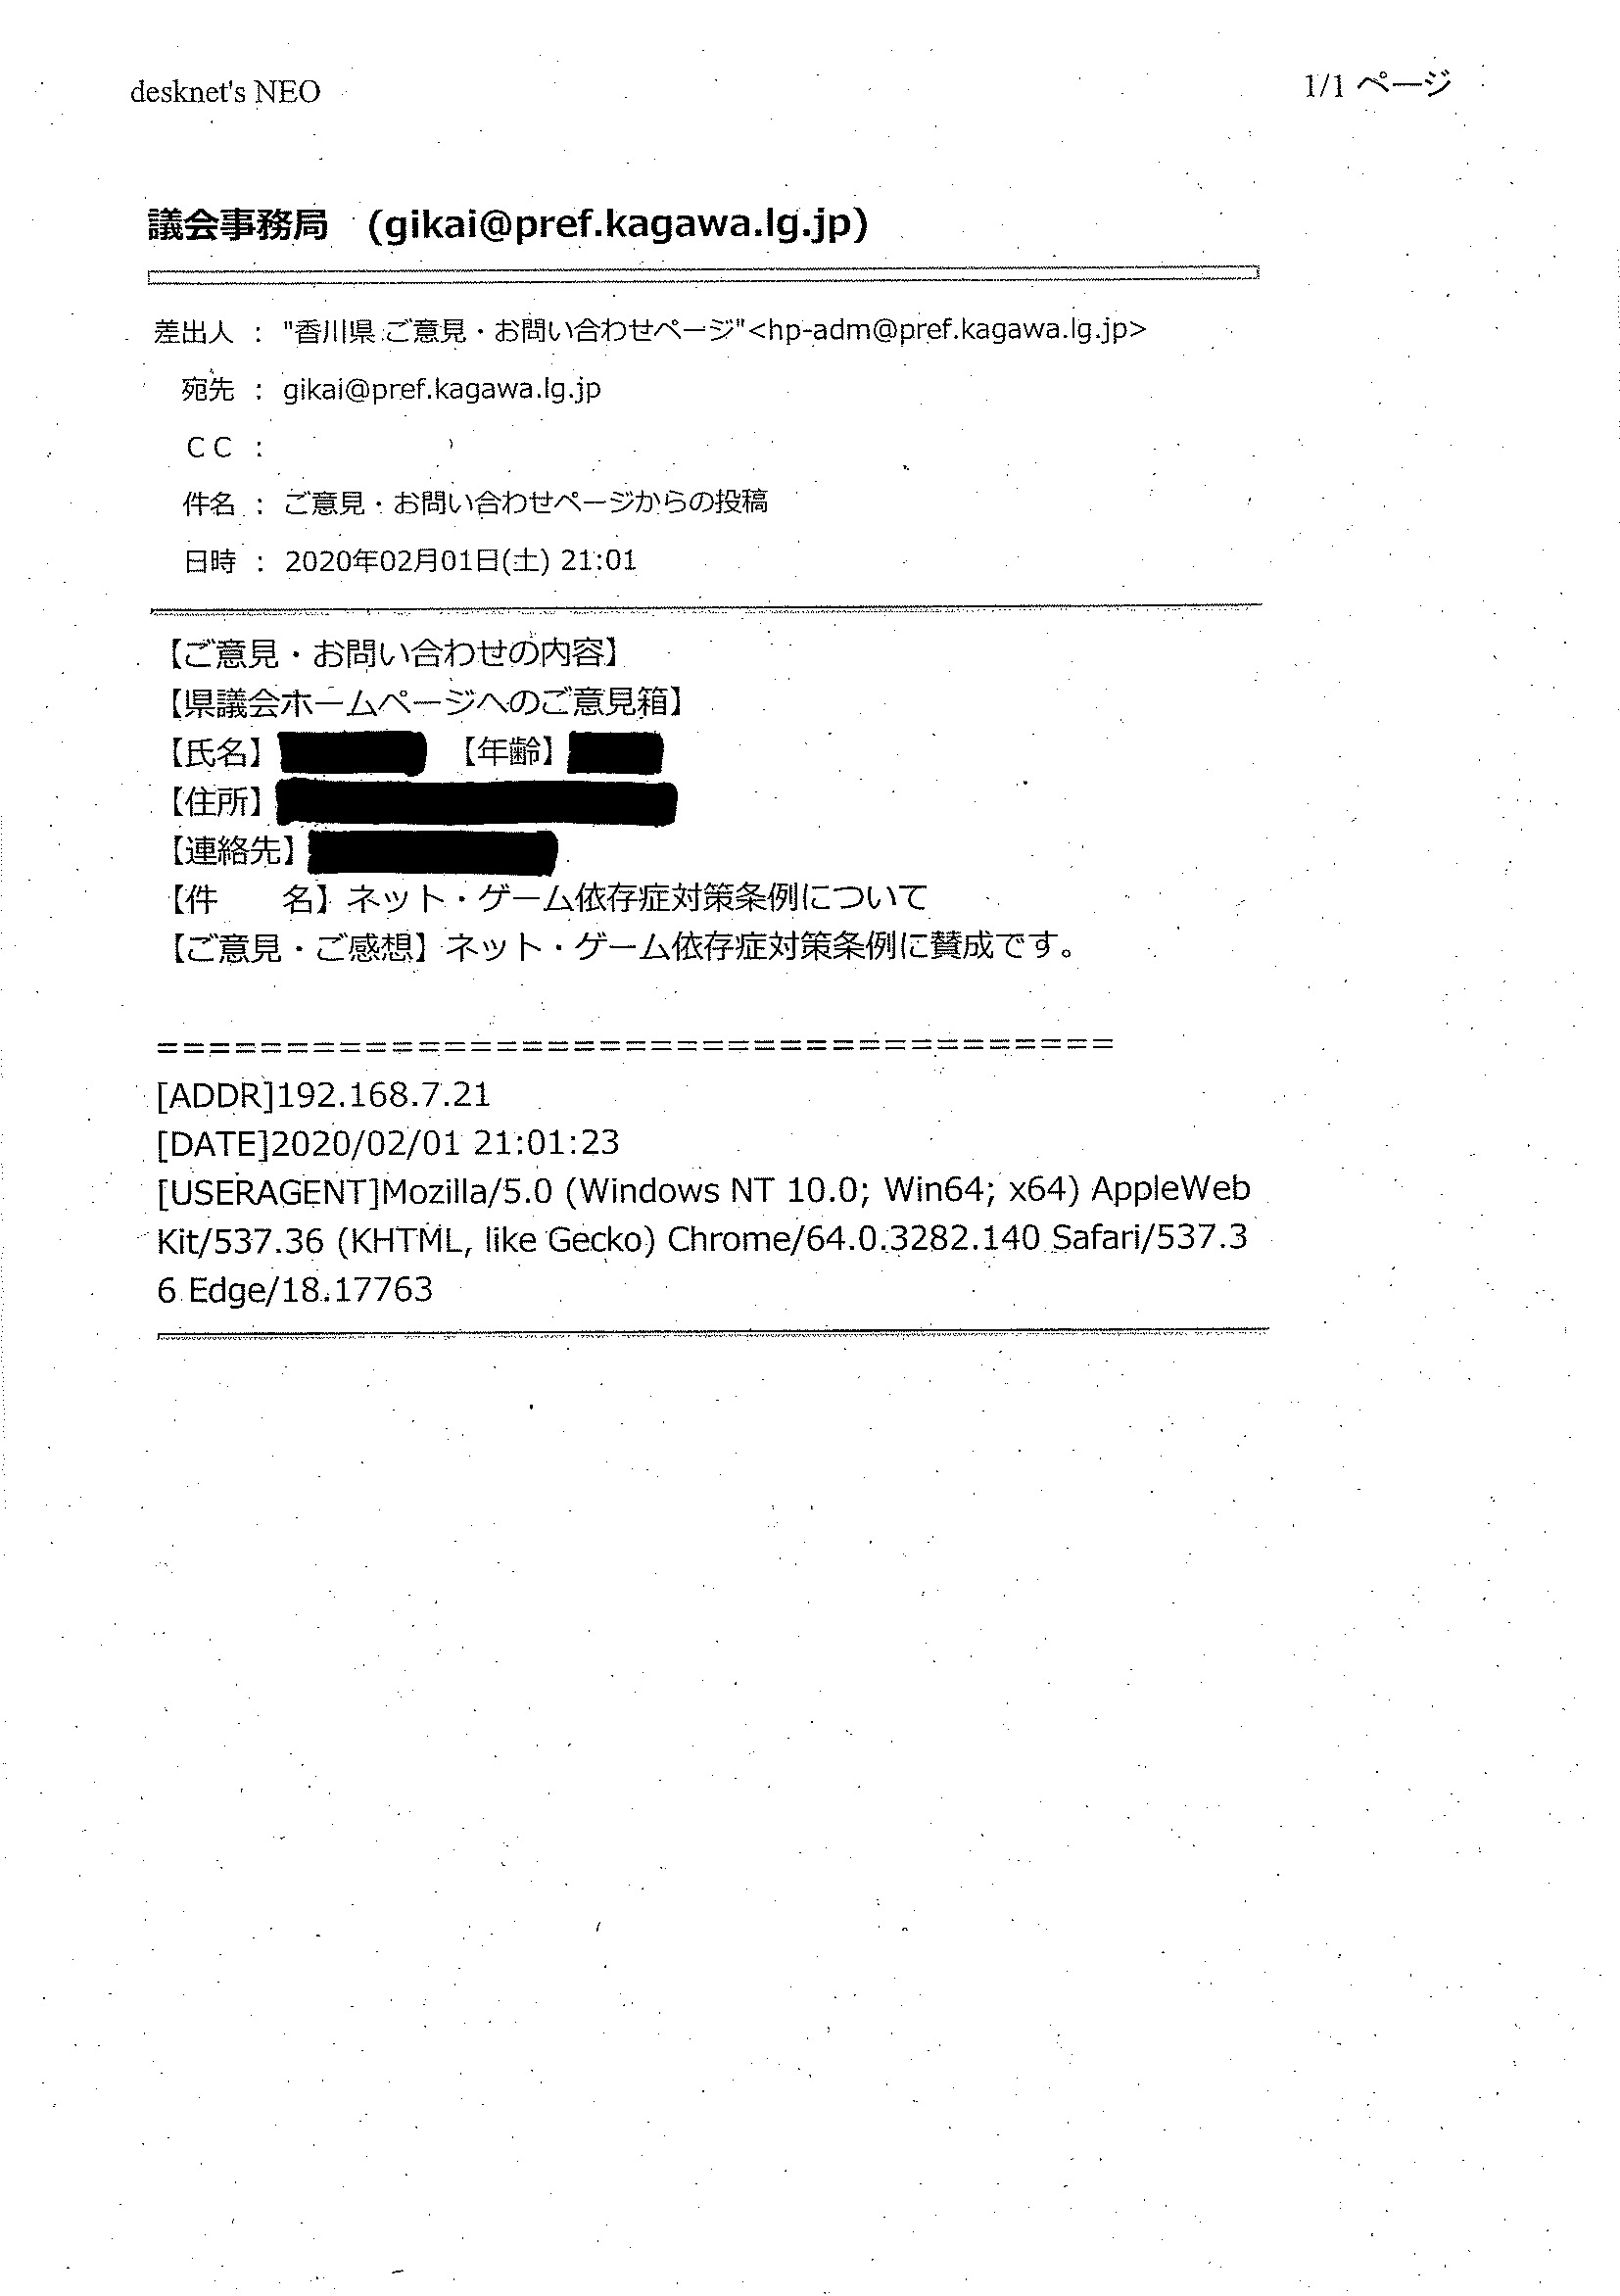 desknet's NEO
1/1 ページ
議会事務局 (gikai@pref.kagawa.lg.jp)
差出人 : "香川県 ご意見・お問い合わせページ"<hp-adm@pref.kagawa.lg.jp>
宛先 : gikai@pref.kagawa.lg.jp
ＣＣ :
件名 : ご意見・お問い合わせページからの投稿
日時 : 2020年02月01日(土) 21:01
【ご意見・お問い合わせの内容】
【県議会ホームページへのご意見箱】
【氏名】 【年齢】
【住所】
【連絡先】
【件　　名】ネット・ゲーム依存症対策条例について
【ご意見・ご感想】ネット・ゲーム依存症対策条例に賛成です。
=====================================
[ADDR]192.168.7.21
[DATE]2020/02/01 21:01:23
[USERAGENT]Mozilla/5.0 (Windows NT 10.0; Win64; x64) AppleWeb
Kit/537.36 (KHTML, like Gecko) Chrome/64.0.3282.140 Safari/537.3
6 Edge/18.17763